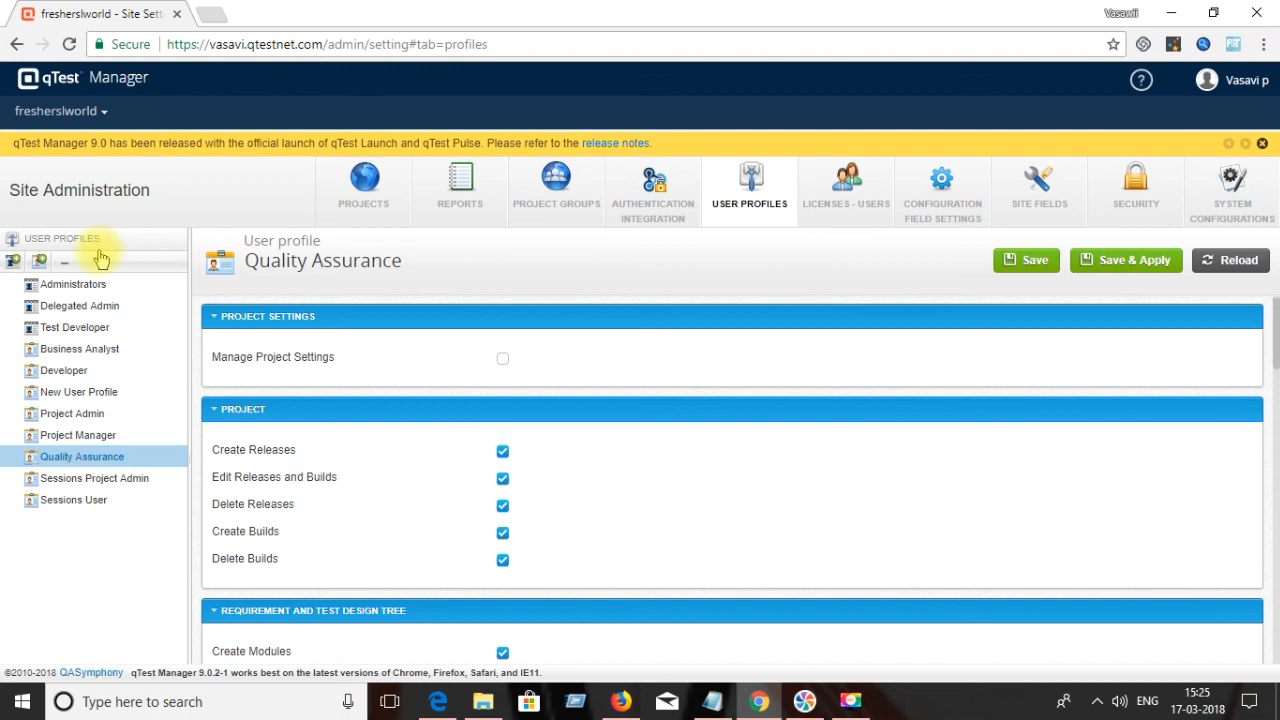 fresherslworld - Site Sett
Vasawii
Secure
https://vasavi.qtestnet.com/admin/setting#tab=profiles
qTest Manager
Vasavi p
fresherslworld
qTest Manager 9.0 has been released with the official launch of qTest Launch and qTest Pulse. Please refer to the release notes.
Site Administration
PROJECTS
REPORTS
PROJECT GROUPS
AUTHENTICATION INTEGRATION
USER PROFILES
LICENSES - USERS
CONFIGURATION FIELD SETTINGS
SITE FIELDS
SECURITY
SYSTEM CONFIGURATIONS
USER PROFILES
Administrators
Delegated Admin
Test Developer
Business Analyst
Developer
New User Profile
Project Admin
Project Manager
Quality Assurance
Sessions Project Admin
Sessions User
User profile
Quality Assurance
Save
Save & Apply
Reload
PROJECT SETTINGS
Manage Project Settings
PROJECT
Create Releases
Edit Releases and Builds
Delete Releases
Create Builds
Delete Builds
REQUIREMENT AND TEST DESIGN TREE
Create Modules
©2010-2018 QASymphony qTest Manager 9.0.2-1 works best on the latest versions of Chrome, Firefox, Safari, and IE11.
Type here to search
ENG
15:25
17-03-2018